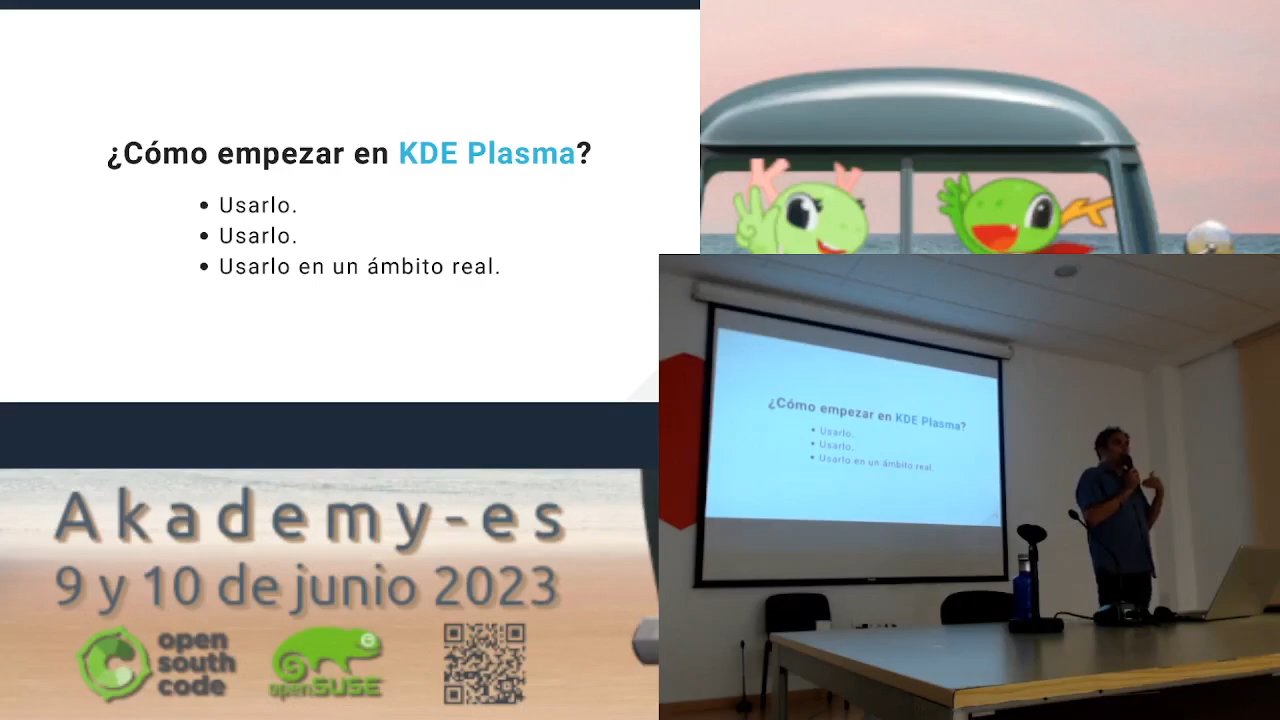 ¿Cómo empezar en KDE Plasma?
• Usarlo.
• Usarlo.
• Usarlo en un ámbito real.
¿Cómo empezar en KDE Plasma?
• Usarlo.
• Usarlo.
• Usarlo en un ámbito real.
Akademy-es
9 y 10 de junio 2023
open
south
code
openSUSE